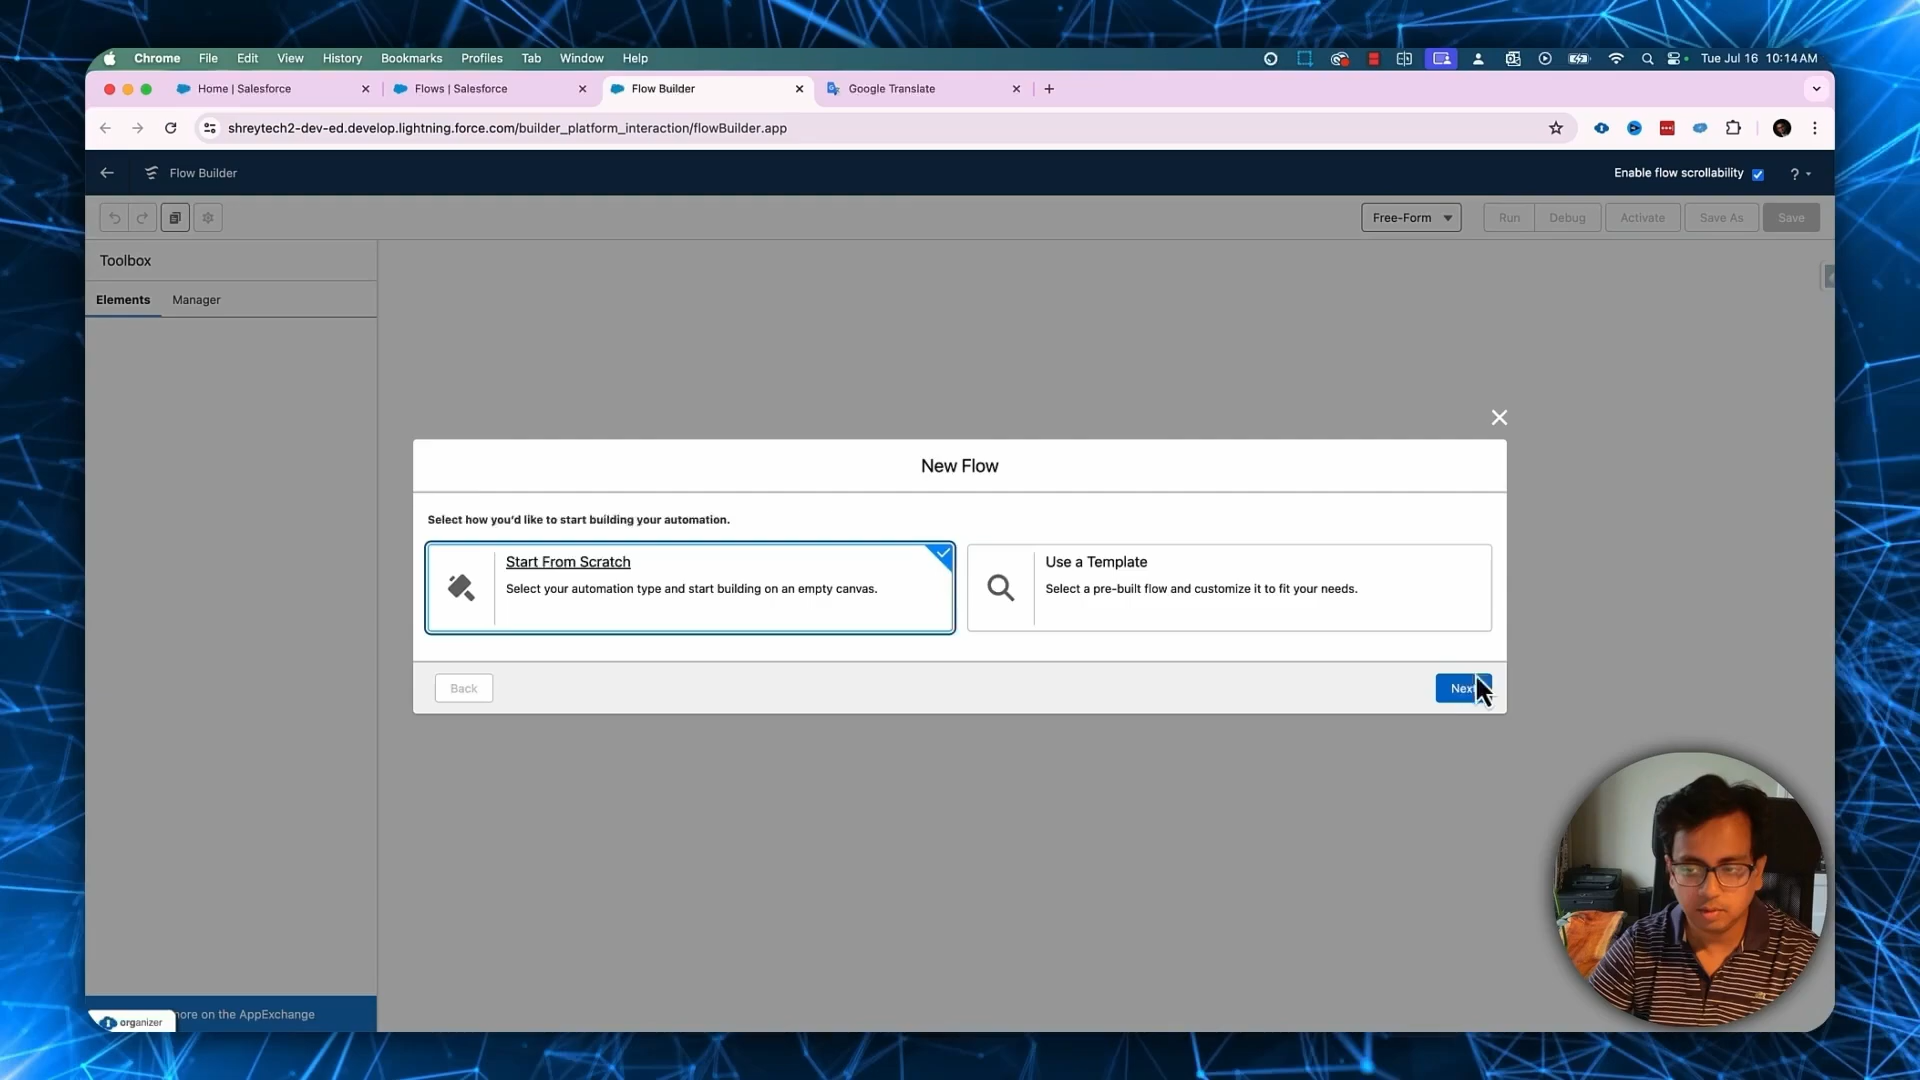 Chrome File Edit View History Bookmarks Profiles Tab Window Help Tue Jul 16 10:14 AM
Home | Salesforce Flows | Salesforce Flow Builder Google Translate
shreytech2-dev-ed.develop.lightning.force.com/builder_platform_interaction/flowBuilder.app
Flow Builder Enable flow scrollability ?
Free-Form Run Debug Activate Save As Save
Toolbox
Elements Manager
New Flow
Select how you'd like to start building your automation.
Start From Scratch
Select your automation type and start building on an empty canvas.
Use a Template
Select a pre-built flow and customize it to fit your needs.
Back Next
more on the AppExchange
organizer